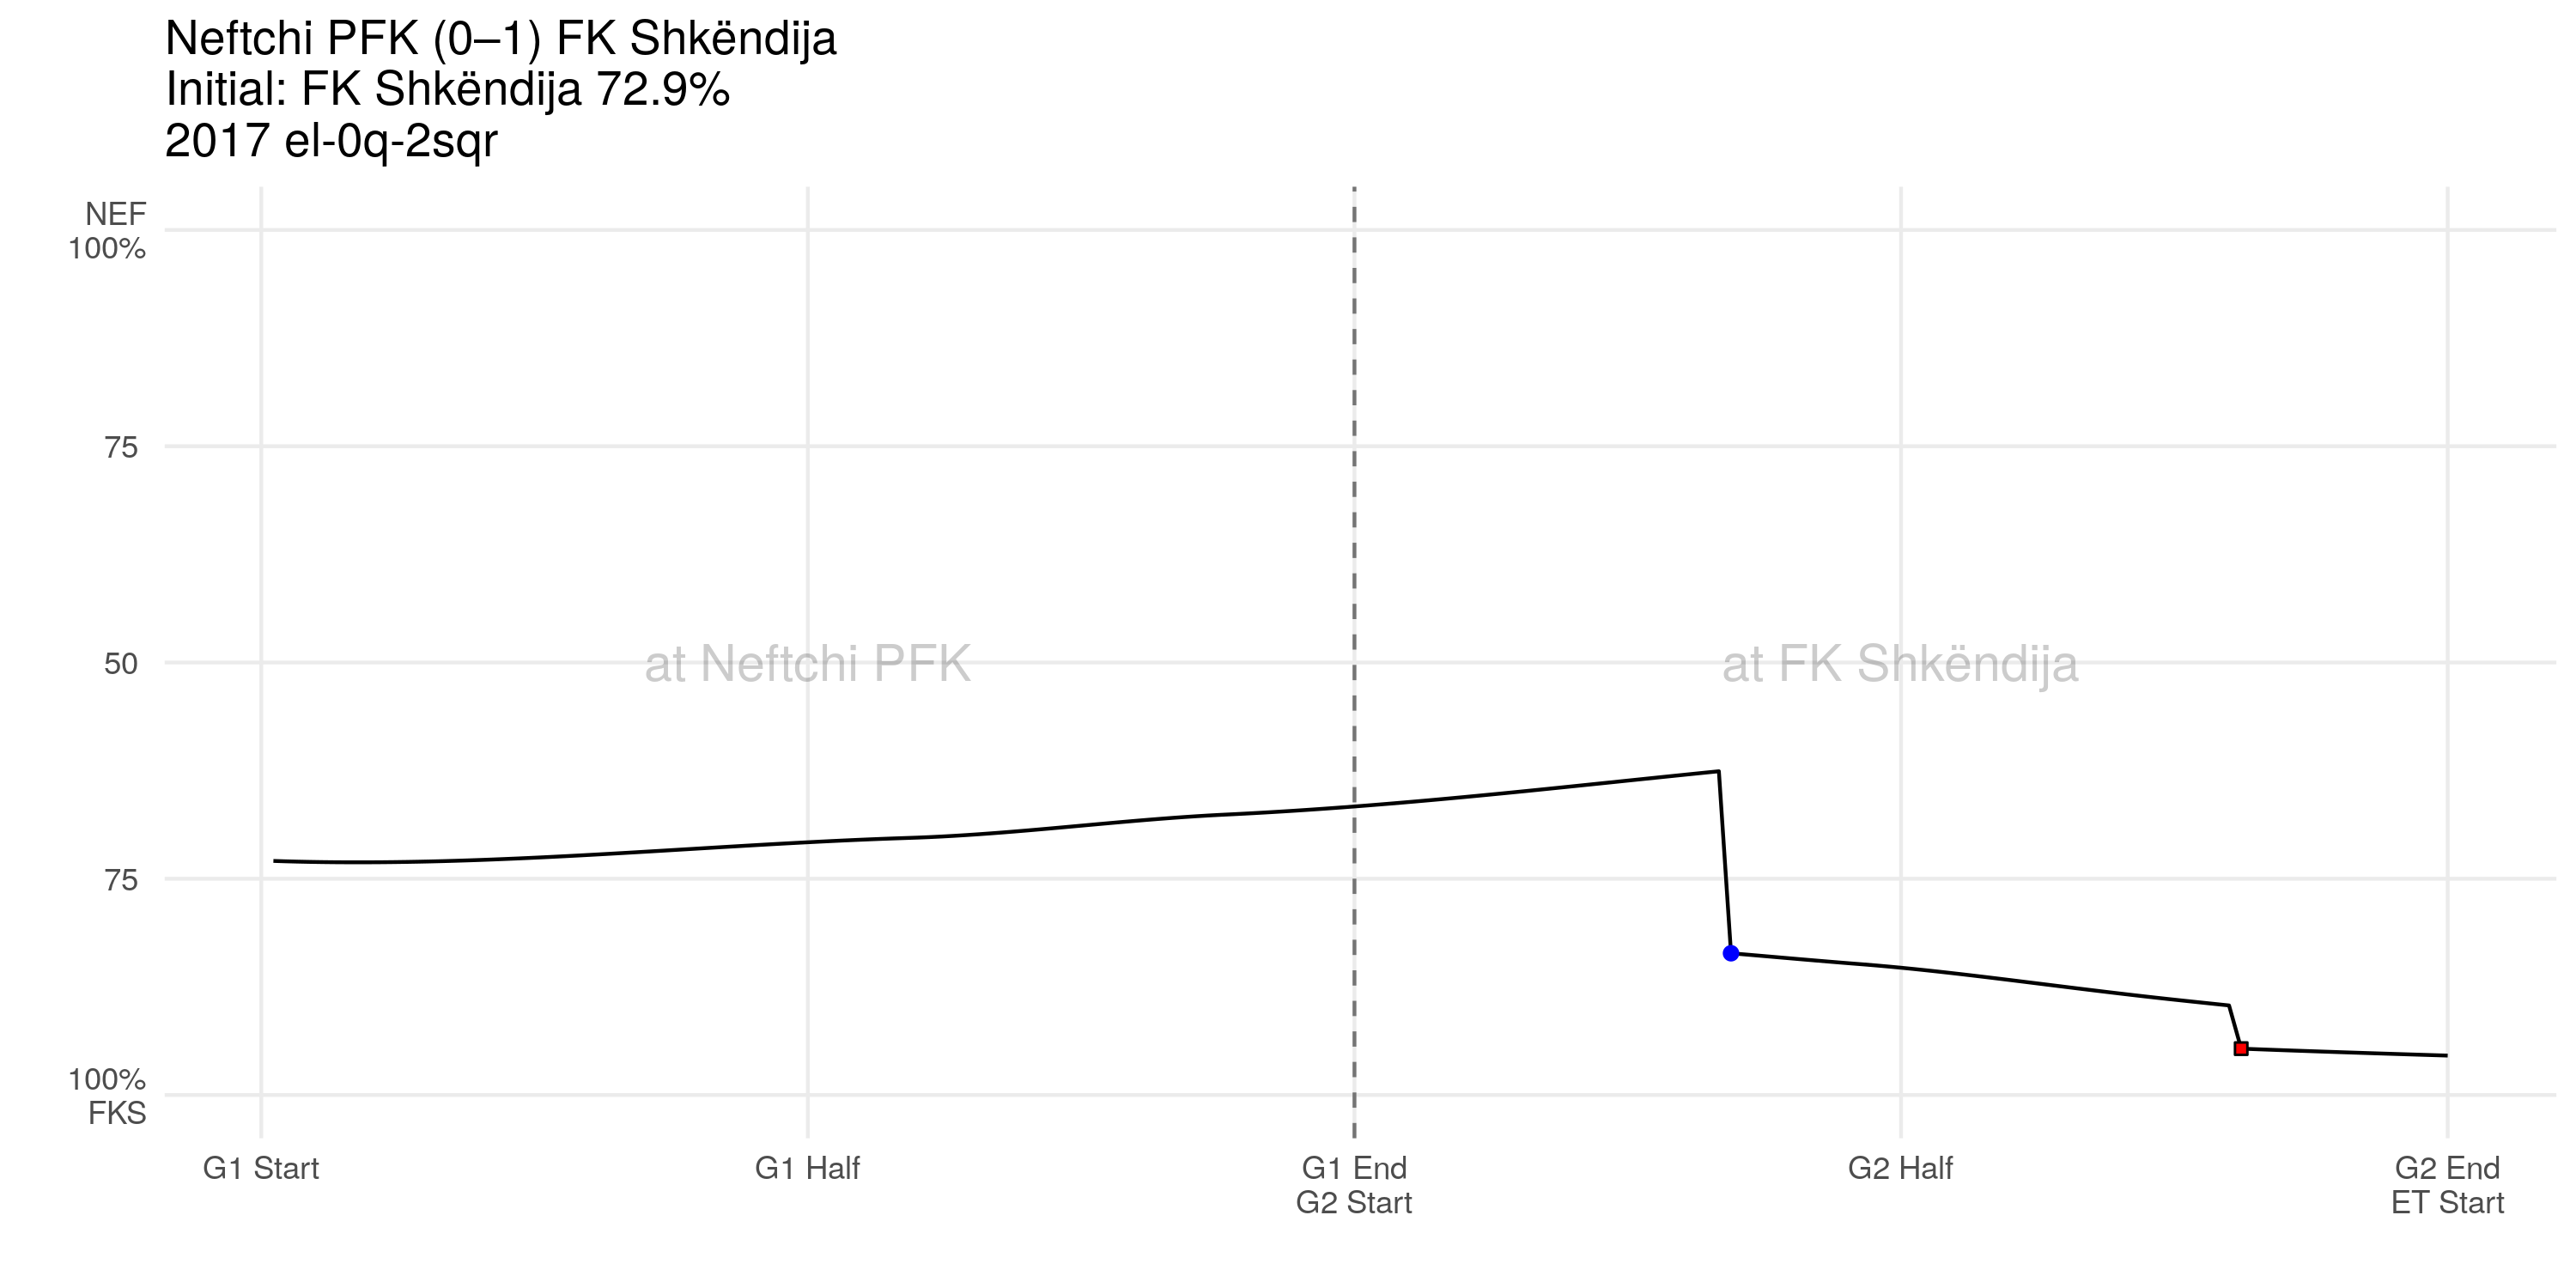 Neftchi PFK (0–1) FK Shkëndija
Initial: FK Shkëndija 72.9%
2017 el-0q-2sqr
NEF
100%
75
50
75
100%
FKS
at Neftchi PFK
at FK Shkëndija
G1 Start
G1 Half
G1 End
G2 Start
G2 Half
G2 End
ET Start